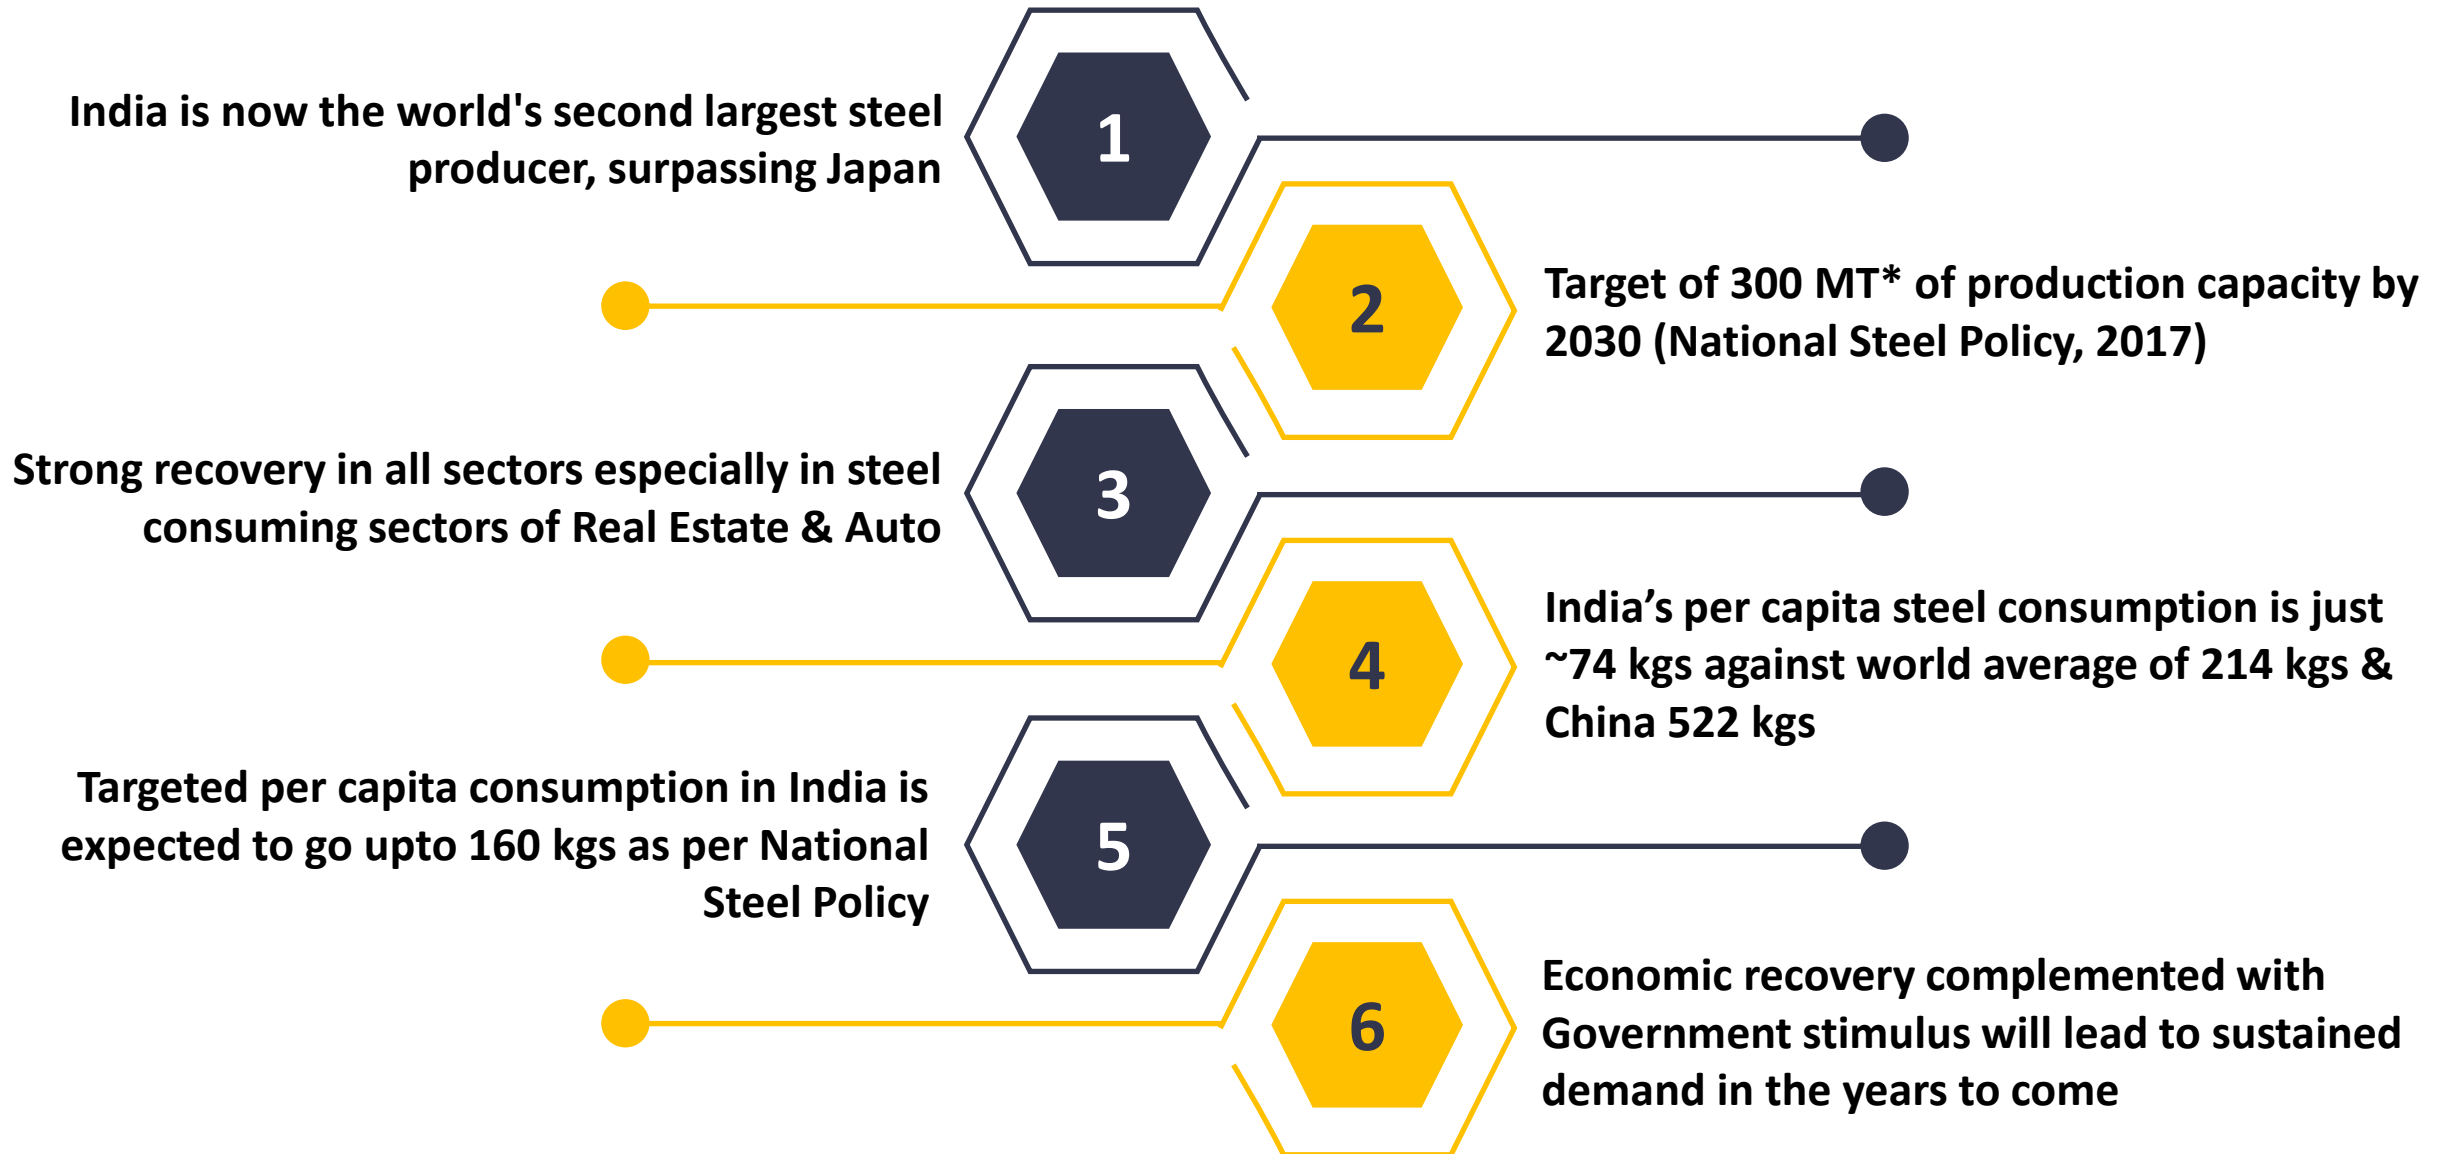 1
India is now the world's second largest steel
producer, surpassing Japan
2
Target of 300 MT* of production capacity by
2030 (National Steel Policy, 2017)
3
Strong recovery in all sectors especially in steel
consuming sectors of Real Estate & Auto
4
India’s per capita steel consumption is just
~74 kgs against world average of 214 kgs &
China 522 kgs
5
Targeted per capita consumption in India is
expected to go upto 160 kgs as per National
Steel Policy
6
Economic recovery complemented with
Government stimulus will lead to sustained
demand in the years to come